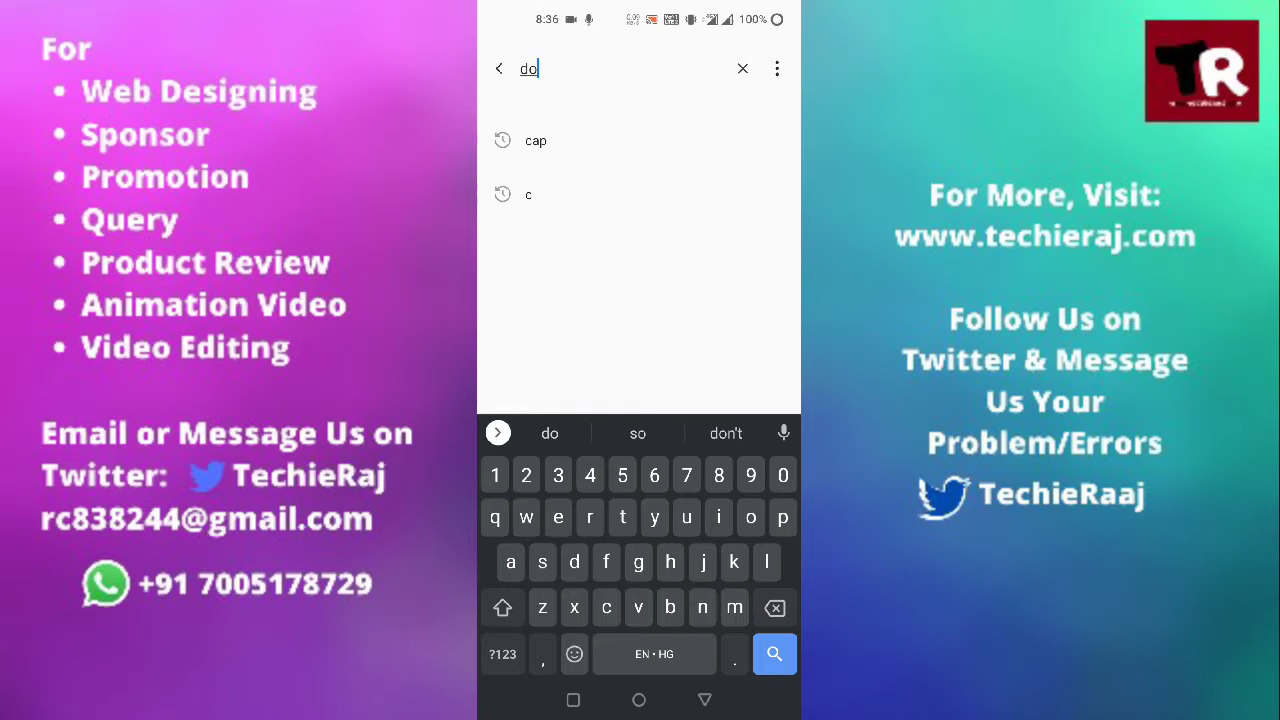 For
• Web Designing
• Sponsor
• Promotion
• Query
• Product Review
• Animation Video
• Video Editing
Email or Message Us on
Twitter: TechieRaj
rc838244@gmail.com
+91 7005178729
8:36
100%
do
cap
c
do so don't
1 2 3 4 5 6 7 8 9 0
q w e r t y u i o p
a s d f g h j k l
z x c v b n m
?123 , EN • HG .
TR
For More, Visit:
www.techieraj.com
Follow Us on
Twitter & Message
Us Your
Problem/Errors
TechieRaaj